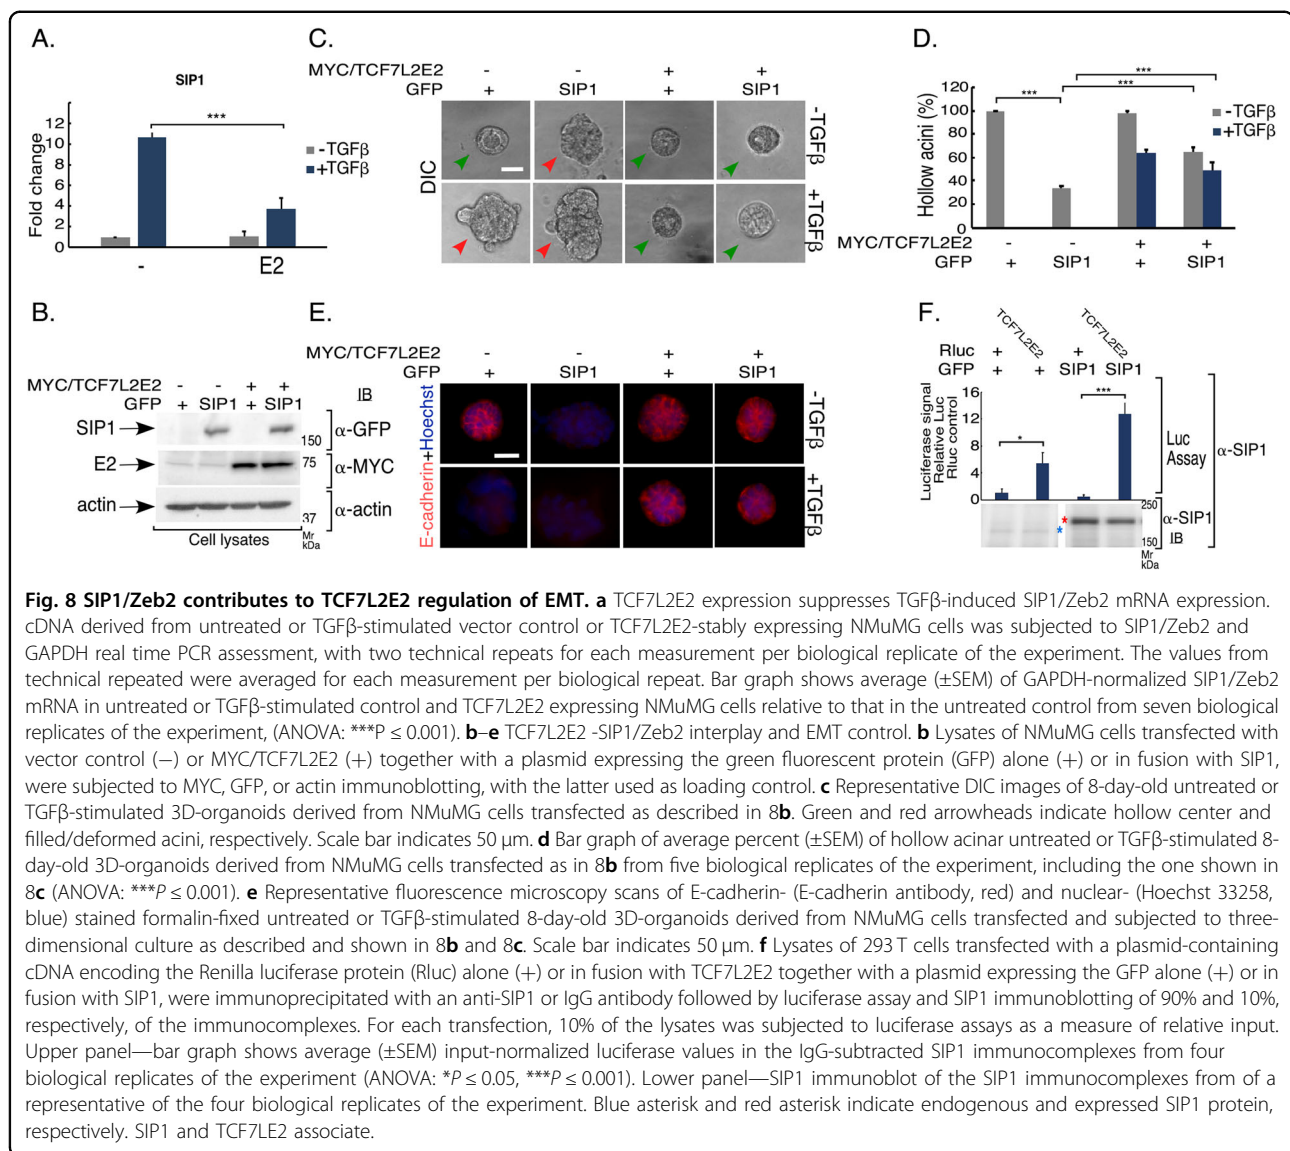 A.
SIP1
***
12
10
8
6
4
2
0
Fold change
-TGFβ
+TGFβ
-
E2
B.
MYC/TCF7L2E2 - - + +
GFP + SIP1 + SIP1
IB
SIP1
150
α-GFP
E2
75
α-MYC
actin
37
α-actin
Mr
kDa
Cell lysates
C.
MYC/TCF7L2E2 - - + +
GFP + SIP1 + SIP1
DIC
-TGFβ
+TGFβ
D.
***
***
***
120
100
80
60
40
20
0
Hollow acini (%)
-TGFβ
+TGFβ
MYC/TCF7L2E2 - - + +
GFP + SIP1 + SIP1
E.
MYC/TCF7L2E2 - - + +
GFP + SIP1 + SIP1
E-cadherin+Hoechst
-TGFβ
+TGFβ
F.
TCF7L2E2
TCF7L2E2
Rluc + +
GFP + + SIP1 SIP1
16
12
8
4
0
Luciferase signal
Relative Luc
Rluc control
*
***
Luc
Assay
α-SIP1
250
*
*
150
α-SIP1
IB
Mr
kDa
Fig. 8 SIP1/Zeb2 contributes to TCF7L2E2 regulation of EMT. a TCF7L2E2 expression suppresses TGFβ-induced SIP1/Zeb2 mRNA expression.
cDNA derived from untreated or TGFβ-stimulated vector control or TCF7L2E2-stably expressing NMuMG cells was subjected to SIP1/Zeb2 and
GAPDH real time PCR assessment, with two technical repeats for each measurement per biological replicate of the experiment. The values from
technical repeated were averaged for each measurement per biological repeat. Bar graph shows average (±SEM) of GAPDH-normalized SIP1/Zeb2
mRNA in untreated or TGFβ-stimulated control and TCF7L2E2 expressing NMuMG cells relative to that in the untreated control from seven biological
replicates of the experiment, (ANOVA: ***P ≤ 0.001). b–e TCF7L2E2 -SIP1/Zeb2 interplay and EMT control. b Lysates of NMuMG cells transfected with
vector control (−) or MYC/TCF7L2E2 (+) together with a plasmid expressing the green fluorescent protein (GFP) alone (+) or in fusion with SIP1,
were subjected to MYC, GFP, or actin immunoblotting, with the latter used as loading control. c Representative DIC images of 8-day-old untreated or
TGFβ-stimulated 3D-organoids derived from NMuMG cells transfected as described in 8b. Green and red arrowheads indicate hollow center and
filled/deformed acini, respectively. Scale bar indicates 50 μm. d Bar graph of average percent (±SEM) of hollow acinar untreated or TGFβ-stimulated 8-
day-old 3D-organoids derived from NMuMG cells transfected as in 8b from five biological replicates of the experiment, including the one shown in
8c (ANOVA: ***P ≤ 0.001). e Representative fluorescence microscopy scans of E-cadherin- (E-cadherin antibody, red) and nuclear- (Hoechst 33258,
blue) stained formalin-fixed untreated or TGFβ-stimulated 8-day-old 3D-organoids derived from NMuMG cells transfected and subjected to three-
dimensional culture as described and shown in 8b and 8c. Scale bar indicates 50 μm. f Lysates of 293 T cells transfected with a plasmid-containing
cDNA encoding the Renilla luciferase protein (Rluc) alone (+) or in fusion with TCF7L2E2 together with a plasmid expressing the GFP alone (+) or in
fusion with SIP1, were immunoprecipitated with an anti-SIP1 or IgG antibody followed by luciferase assay and SIP1 immunoblotting of 90% and 10%,
respectively, of the immunocomplexes. For each transfection, 10% of the lysates was subjected to luciferase assays as a measure of relative input.
Upper panel—bar graph shows average (±SEM) input-normalized luciferase values in the IgG-subtracted SIP1 immunocomplexes from four
biological replicates of the experiment (ANOVA: *P ≤ 0.05, ***P ≤ 0.001). Lower panel—SIP1 immunoblot of the SIP1 immunocomplexes from of a
representative of the four biological replicates of the experiment. Blue asterisk and red asterisk indicate endogenous and expressed SIP1 protein,
respectively. SIP1 and TCF7LE2 associate.